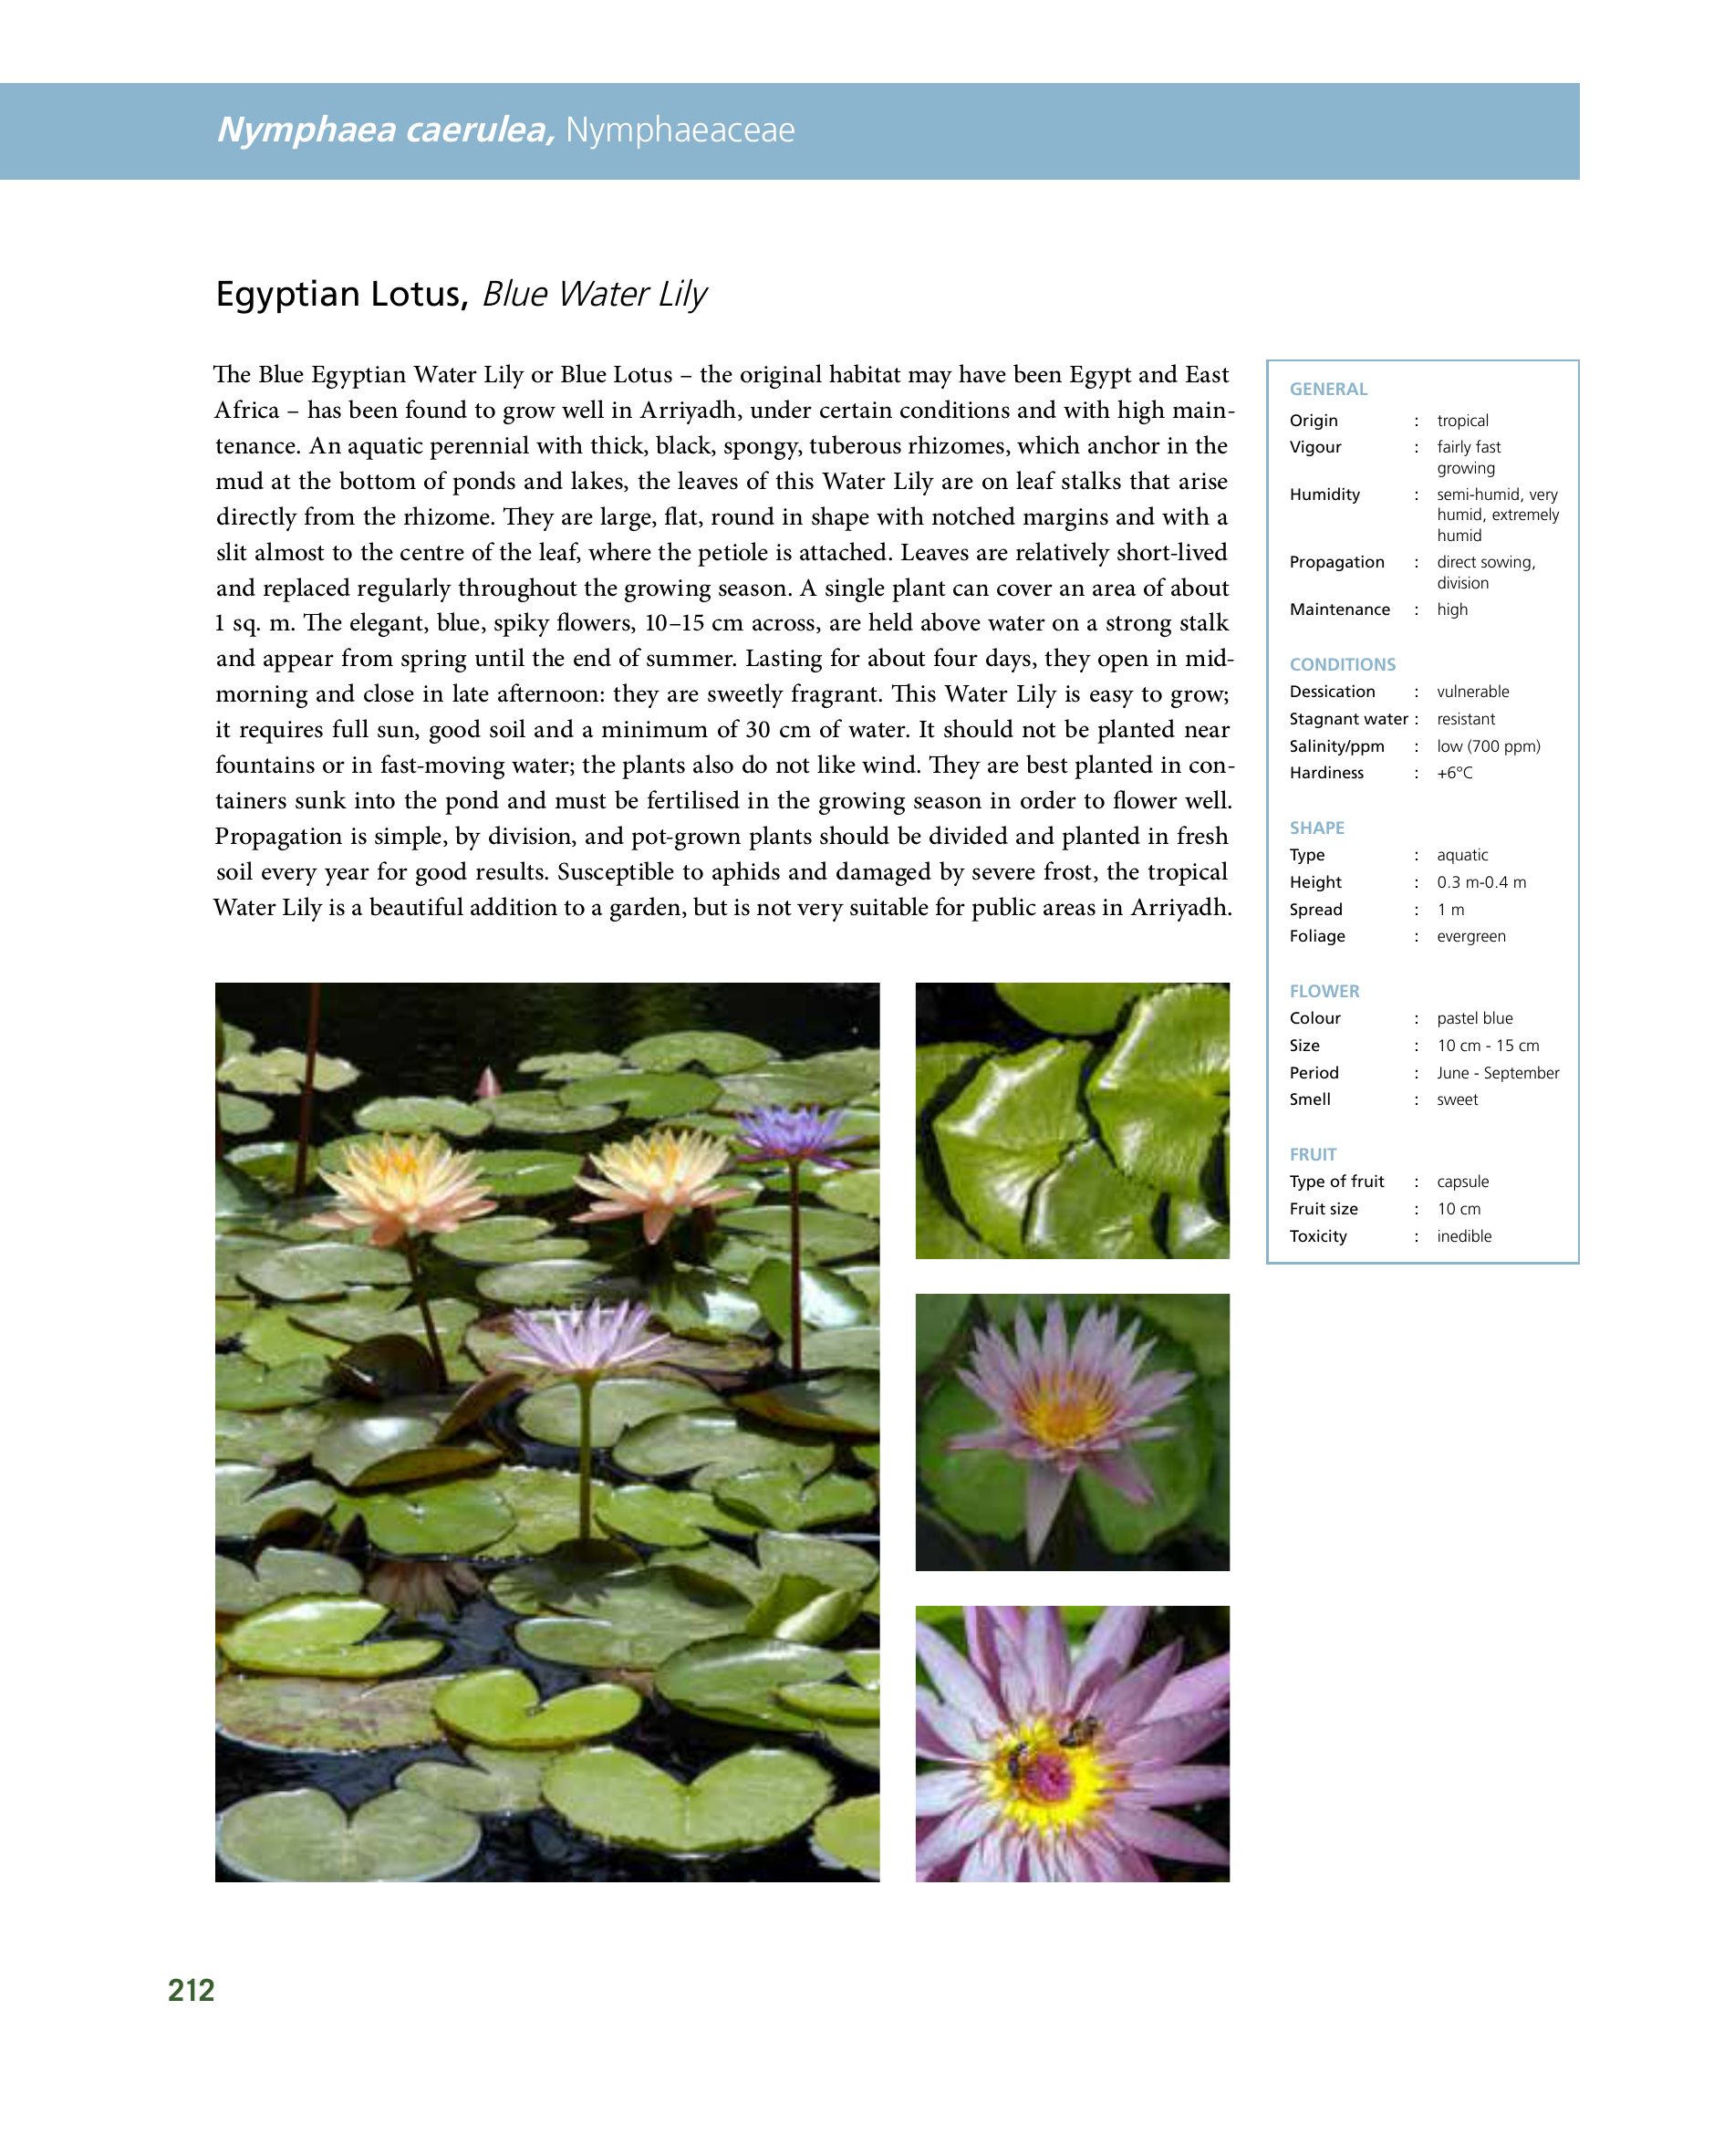 Nymphaea caerulea, Nymphaeaceae
Egyptian Lotus, Blue Water Lily
The Blue Egyptian Water Lily or Blue Lotus – the original habitat may have been Egypt and East
Africa – has been found to grow well in Arriyadh, under certain conditions and with high main-
tenance. An aquatic perennial with thick, black, spongy, tuberous rhizomes, which anchor in the
mud at the bottom of ponds and lakes, the leaves of this Water Lily are on leaf stalks that arise
directly from the rhizome. They are large, flat, round in shape with notched margins and with a
slit almost to the centre of the leaf, where the petiole is attached. Leaves are relatively short-lived
and replaced regularly throughout the growing season. A single plant can cover an area of about
1 sq. m. The elegant, blue, spiky flowers, 10–15 cm across, are held above water on a strong stalk
and appear from spring until the end of summer. Lasting for about four days, they open in mid-
morning and close in late afternoon: they are sweetly fragrant. This Water Lily is easy to grow;
it requires full sun, good soil and a minimum of 30 cm of water. It should not be planted near
fountains or in fast-moving water; the plants also do not like wind. They are best planted in con-
tainers sunk into the pond and must be fertilised in the growing season in order to flower well.
Propagation is simple, by division, and pot-grown plants should be divided and planted in fresh
soil every year for good results. Susceptible to aphids and damaged by severe frost, the tropical
Water Lily is a beautiful addition to a garden, but is not very suitable for public areas in Arriyadh.
GENERAL
Origin : tropical
Vigour : fairly fast
growing
Humidity : semi-humid, very
humid, extremely
humid
Propagation : direct sowing,
division
Maintenance : high
CONDITIONS
Dessication : vulnerable
Stagnant water : resistant
Salinity/ppm : low (700 ppm)
Hardiness : +6°C
SHAPE
Type : aquatic
Height : 0.3 m-0.4 m
Spread : 1 m
Foliage : evergreen
FLOWER
Colour : pastel blue
Size : 10 cm - 15 cm
Period : June - September
Smell : sweet
FRUIT
Type of fruit : capsule
Fruit size : 10 cm
Toxicity : inedible
212